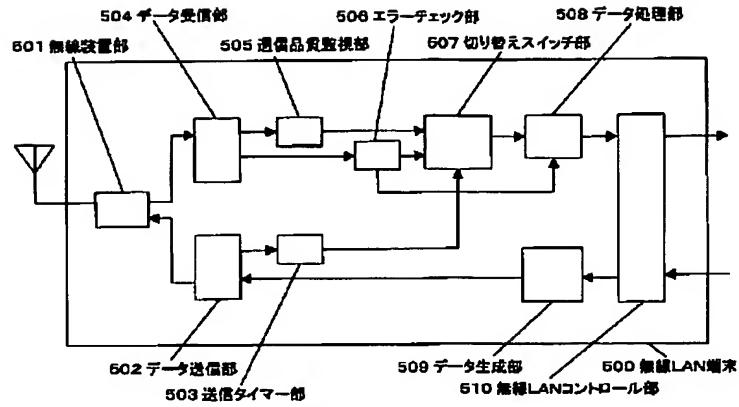 504 データ受信部
506 エラーチェック部
508 データ処理部
501 無線装置部
505 通信品質監視部
507 切り替えスイッチ部
502 データ送信部
509 データ生成部
500 無線LAN端末
503 送信タイマー部
510 無線LANコントロール部